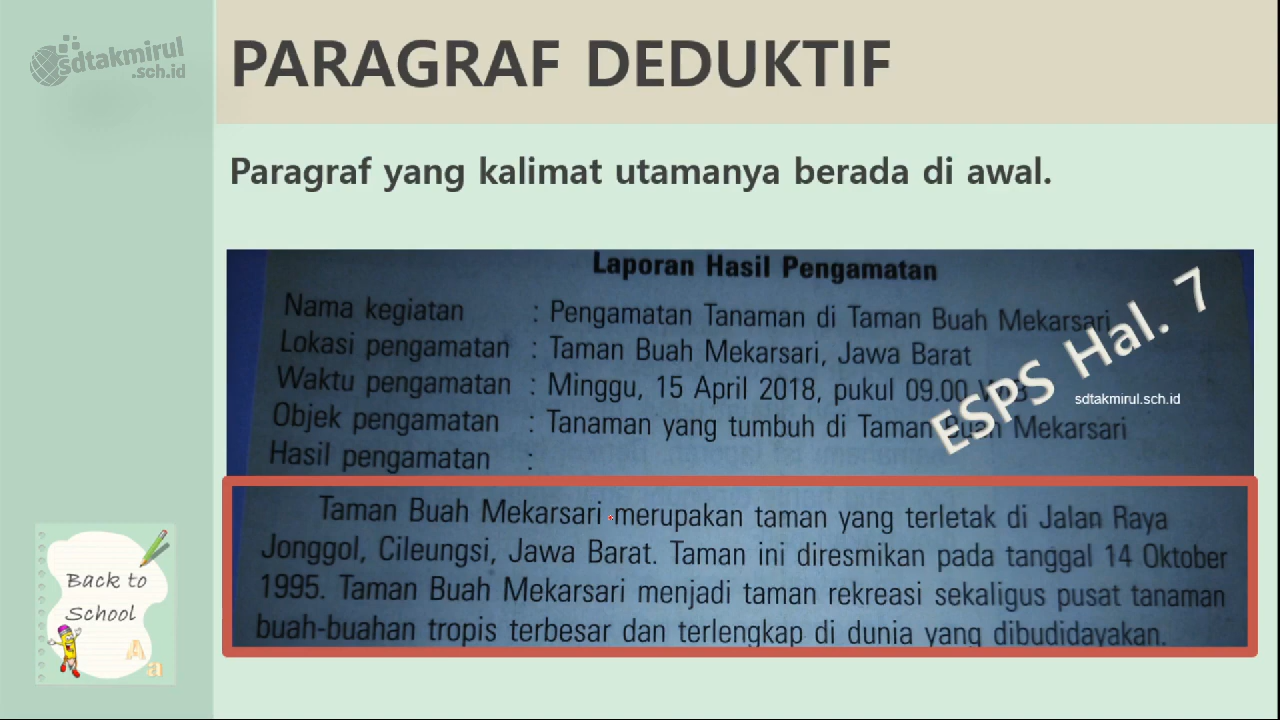 sdtakmirul
.sch.id
PARAGRAF DEDUKTIF
Paragraf yang kalimat utamanya berada di awal.
Laporan Hasil Pengamatan
Nama kegiatan : Pengamatan Tanaman di Taman Buah Mekarsari
Lokasi pengamatan : Taman Buah Mekarsari, Jawa Barat
Waktu pengamatan : Minggu, 15 April 2018, pukul 09.00 WIB
Objek pengamatan : Tanaman yang tumbuh di Taman Buah Mekarsari
Hasil pengamatan :
ESPS Hal. 7
sdtakmirul.sch.id
Taman Buah Mekarsari merupakan taman yang terletak di Jalan Raya
Jonggol, Cileungsi, Jawa Barat. Taman ini diresmikan pada tanggal 14 Oktober
1995. Taman Buah Mekarsari menjadi taman rekreasi sekaligus pusat tanaman
buah-buahan tropis terbesar dan terlengkap di dunia yang dibudidayakan.
Back to
School
A
a